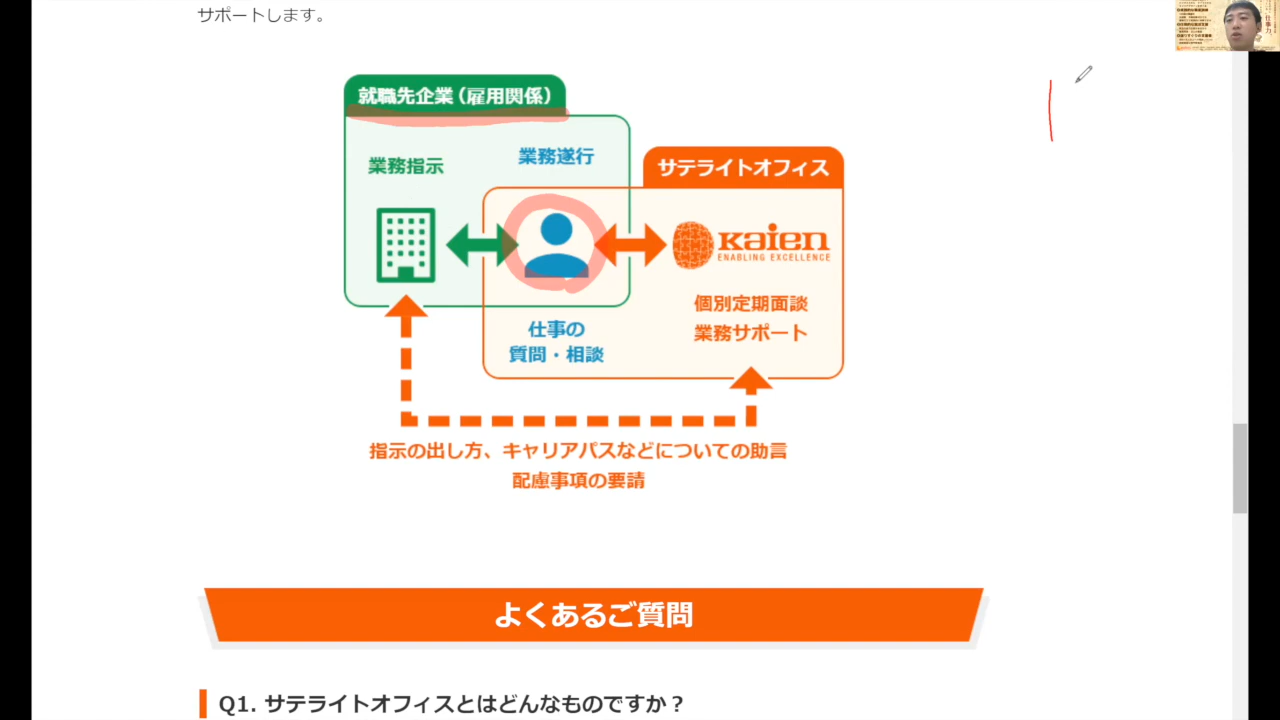 サポートします。
就職先企業(雇用関係)
業務指示
業務遂行
サテライトオフィス
Kaien
ENABLING EXCELLENCE
個別定期面談
業務サポート
仕事の
質問・相談
指示の出し方、キャリアパスなどについての助言
配慮事項の要請
よくあるご質問
Q1. サテライトオフィスとはどんなものですか？